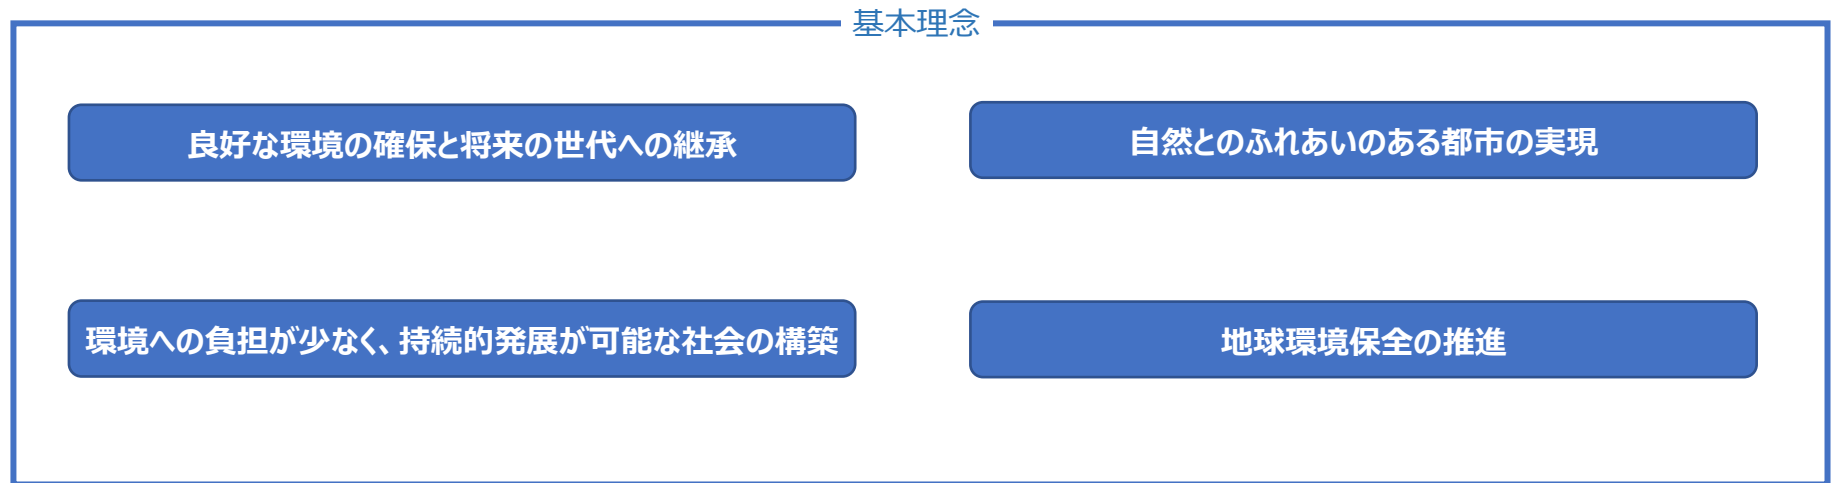 基本理念
良好な環境の確保と将来の世代への継承
自然とのふれあいのある都市の実現
環境への負担が少なく、持続的発展が可能な社会の構築
地球環境保全の推進